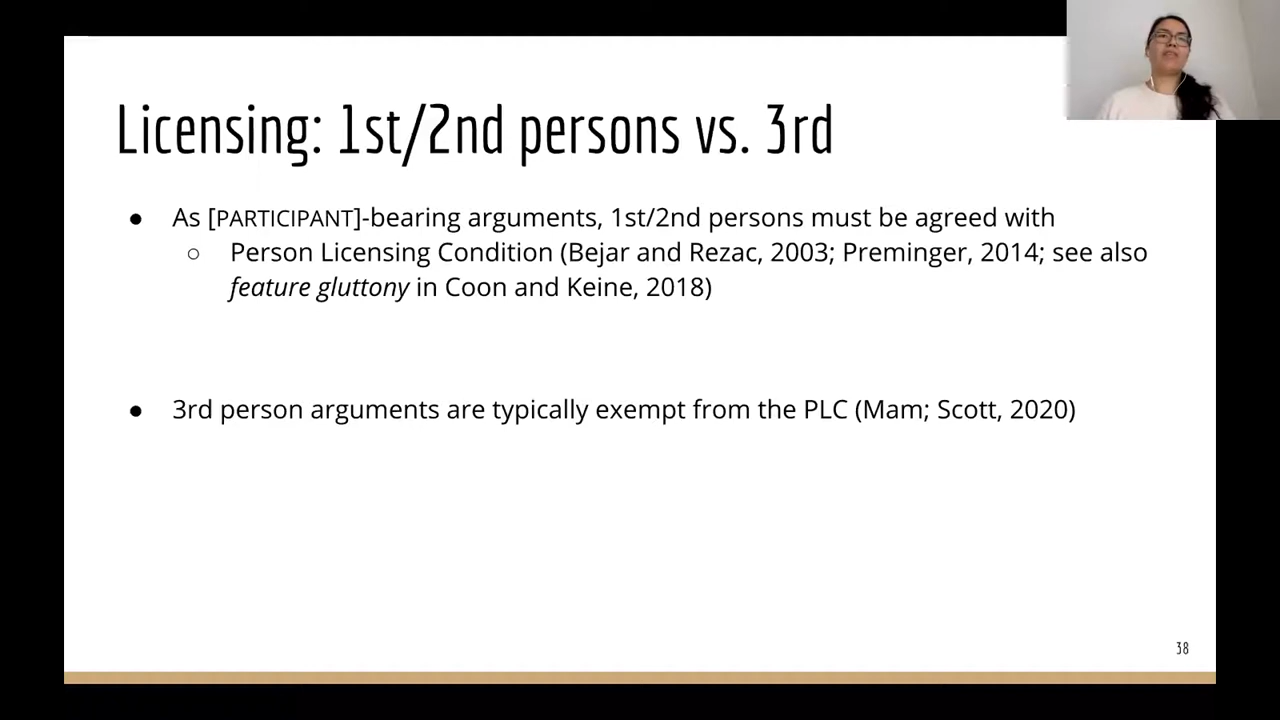 Licensing: 1st/2nd persons vs. 3rd
● As [PARTICIPANT]-bearing arguments, 1st/2nd persons must be agreed with
○ Person Licensing Condition (Bejar and Rezac, 2003; Preminger, 2014; see also
feature gluttony in Coon and Keine, 2018)
● 3rd person arguments are typically exempt from the PLC (Mam; Scott, 2020)
38